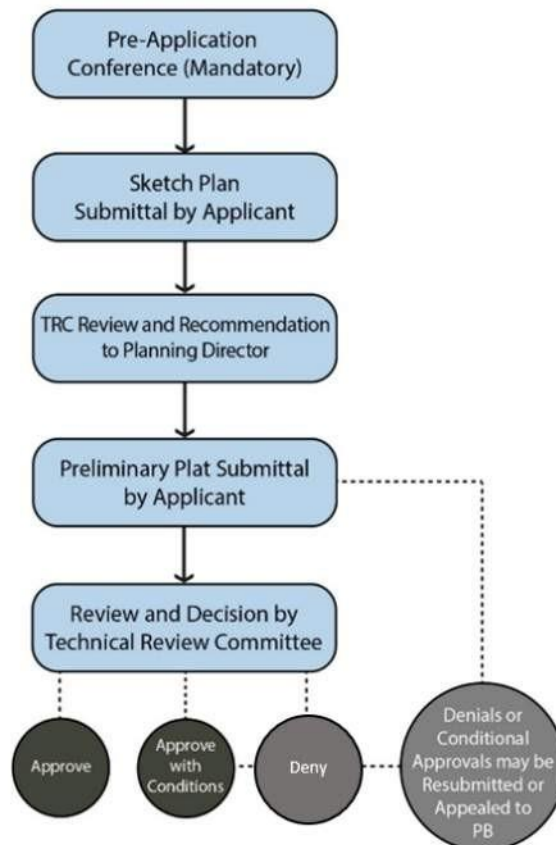 Pre-Application
Conference (Mandatory)
Sketch Plan
Submittal by Applicant
TRC Review and Recommendation
to Planning Director
Preliminary Plat Submittal
by Applicant
Review and Decision by
Technical Review Committee
Approve
Approve
with
Conditions
Deny
Denials or
Conditional
Approvals may be
Resubmitted or
Appealed to
PB